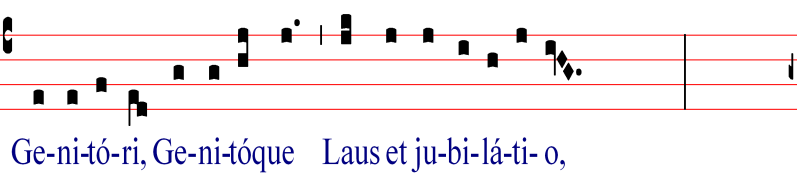 Ge-ni-tó-ri, Ge-ni-tóque Laus et ju-bi-lá-ti- o,